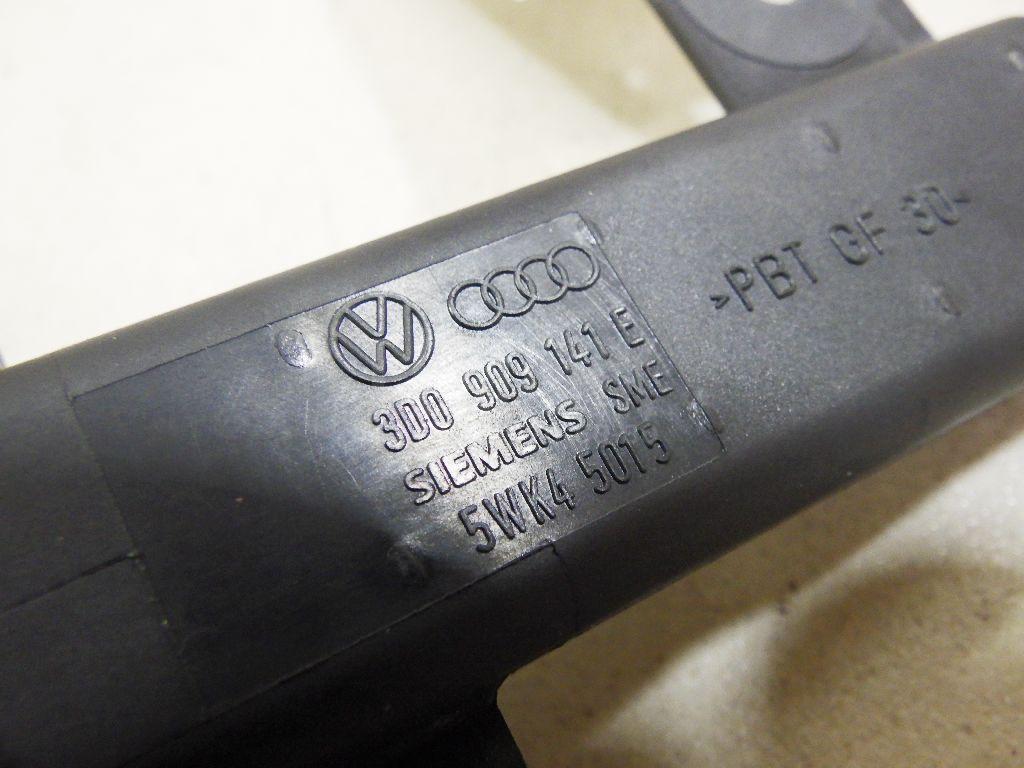 3D0 909 141 E
SIEMENS SME
5WK4 5015
>PBT GF 30<